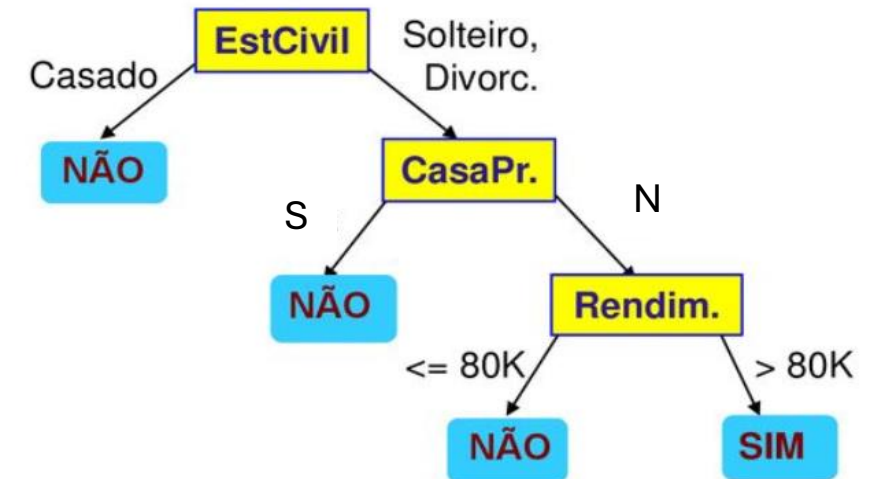 EstCivil
Solteiro,
Divorc.
Casado
NÃO
CasaPr.
S
N
NÃO
Rendim.
<= 80K
> 80K
NÃO
SIM